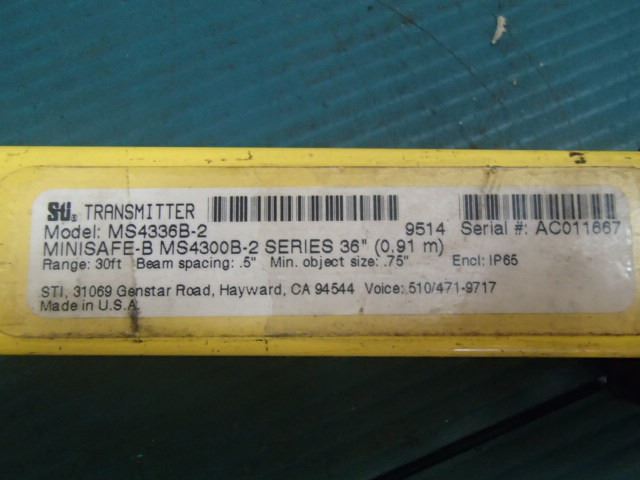 STi® TRANSMITTER
Model: MS4336B-2 9514 Serial #: AC011667
MINISAFE-B MS4300B-2 SERIES 36" (0.91 m)
Range: 30ft Beam spacing: .5" Min. object size: .75" Encl: IP65
STI, 31069 Genstar Road, Hayward, CA 94544 Voice: 510/471-9717
Made in U.S.A.